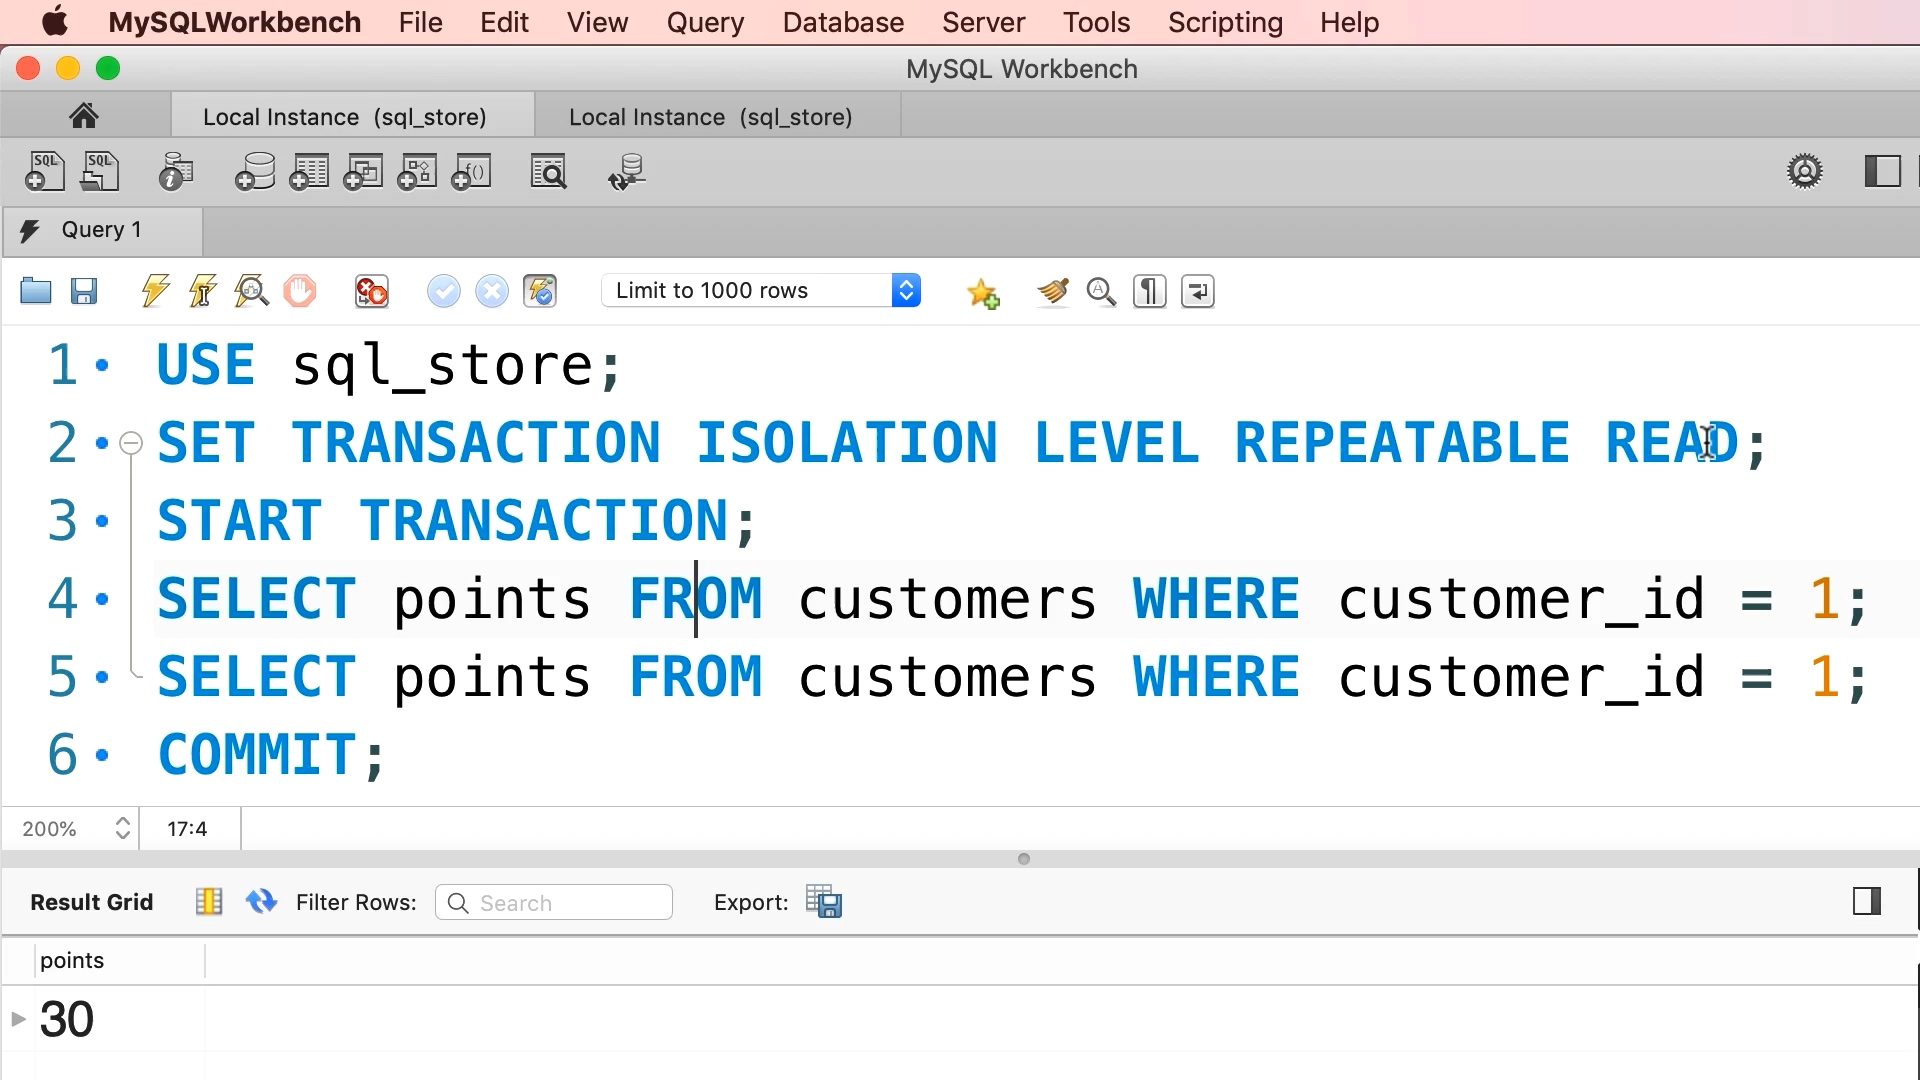 MySQLWorkbench File Edit View Query Database Server Tools Scripting Help
MySQL Workbench
Local Instance (sql_store) Local Instance (sql_store)
SQL SQL
Query 1
Limit to 1000 rows
1 USE sql_store;
2 SET TRANSACTION ISOLATION LEVEL REPEATABLE READ;
3 START TRANSACTION;
4 SELECT points FROM customers WHERE customer_id = 1;
5 SELECT points FROM customers WHERE customer_id = 1;
6 COMMIT;
200% 17:4
Result Grid Filter Rows: Search Export:
points
30